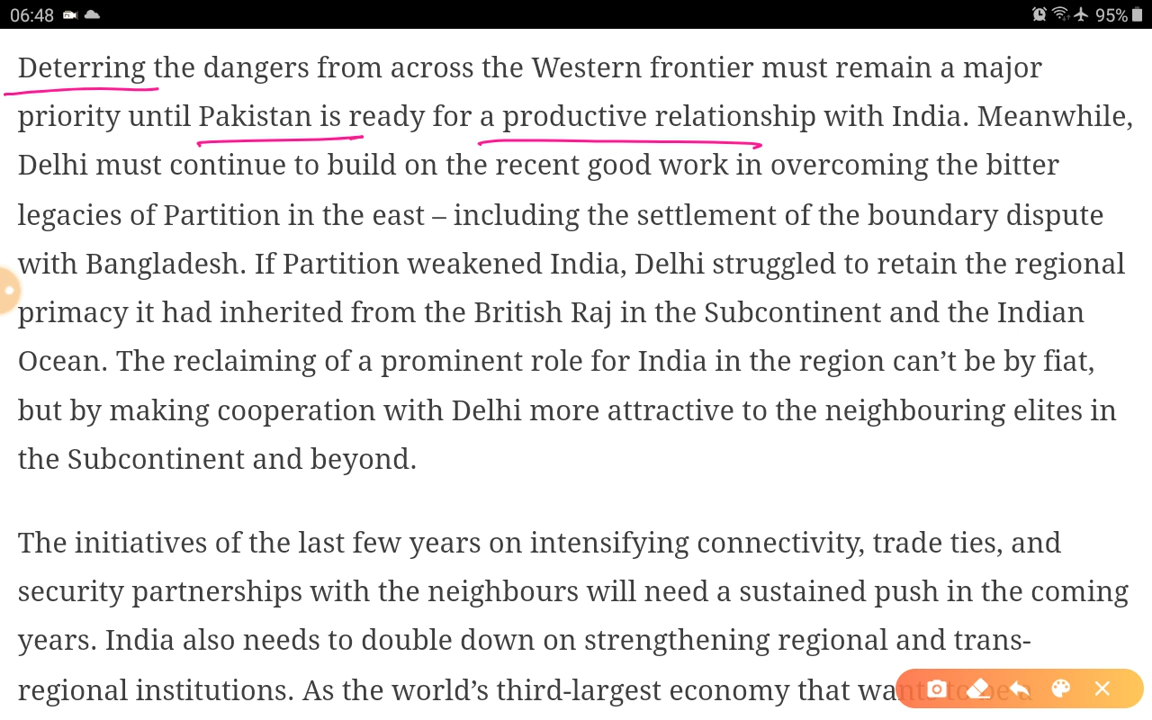 06:48
95%
Deterring the dangers from across the Western frontier must remain a major
priority until Pakistan is ready for a productive relationship with India. Meanwhile,
Delhi must continue to build on the recent good work in overcoming the bitter
legacies of Partition in the east – including the settlement of the boundary dispute
with Bangladesh. If Partition weakened India, Delhi struggled to retain the regional
primacy it had inherited from the British Raj in the Subcontinent and the Indian
Ocean. The reclaiming of a prominent role for India in the region can’t be by fiat,
but by making cooperation with Delhi more attractive to the neighbouring elites in
the Subcontinent and beyond.
The initiatives of the last few years on intensifying connectivity, trade ties, and
security partnerships with the neighbours will need a sustained push in the coming
years. India also needs to double down on strengthening regional and trans-
regional institutions. As the world’s third-largest economy that wants to be a